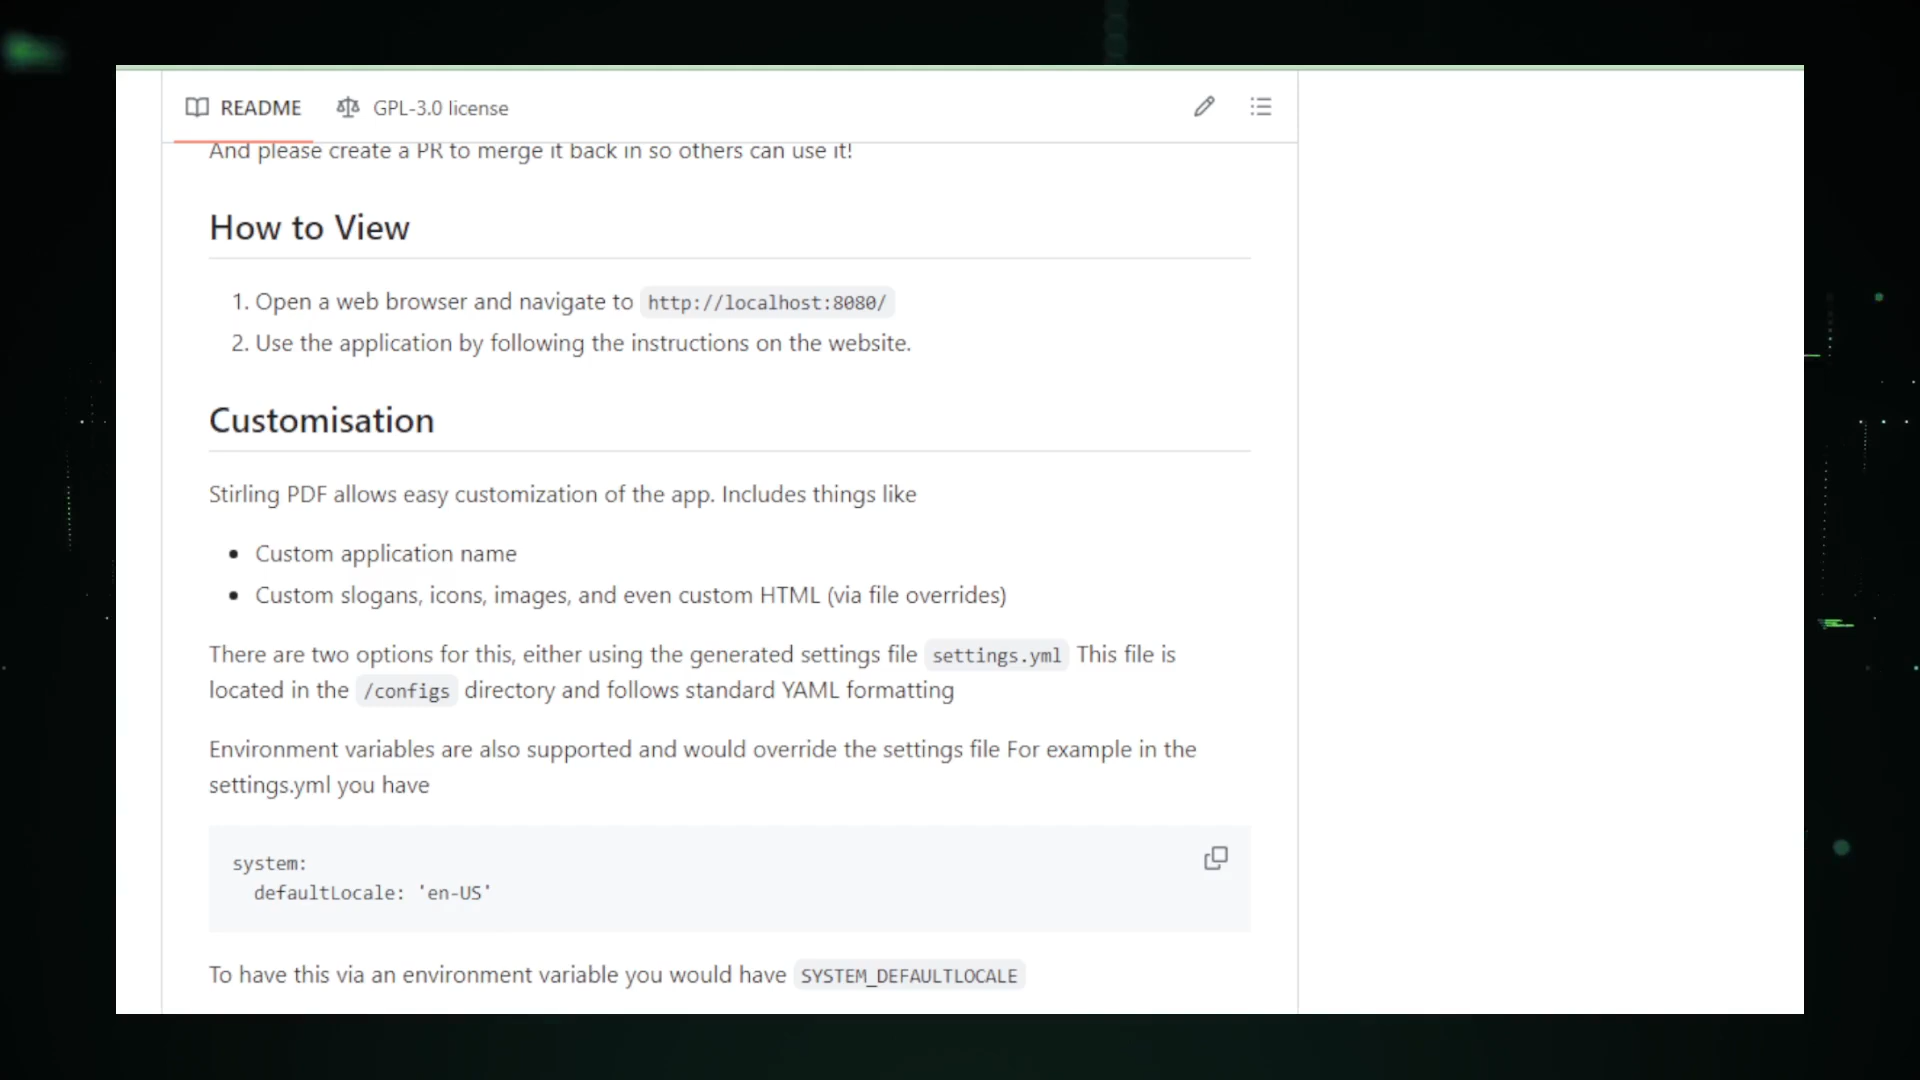 README GPL-3.0 license
And please create a PR to merge it back in so others can use it!
How to View
1. Open a web browser and navigate to http://localhost:8080/
2. Use the application by following the instructions on the website.
Customisation
Stirling PDF allows easy customization of the app. Includes things like
• Custom application name
• Custom slogans, icons, images, and even custom HTML (via file overrides)
There are two options for this, either using the generated settings file settings.yml This file is
located in the /configs directory and follows standard YAML formatting
Environment variables are also supported and would override the settings file For example in the
settings.yml you have
system:
  defaultLocale: 'en-US'
To have this via an environment variable you would have SYSTEM_DEFAULTLOCALE